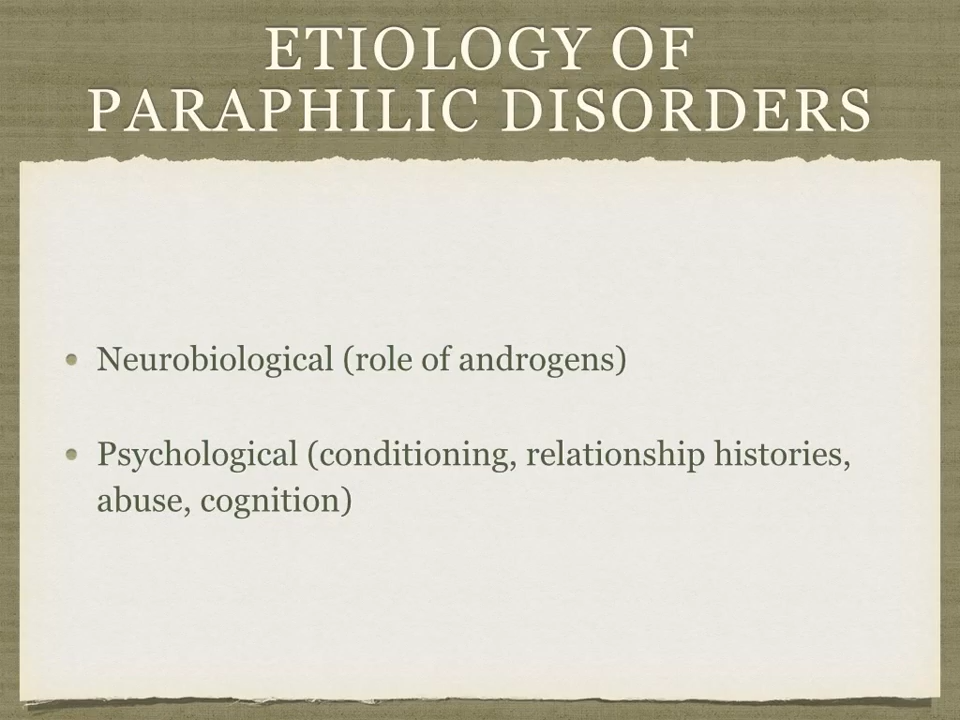 ETIOLOGY OF
PARAPHILIC DISORDERS
• Neurobiological (role of androgens)
• Psychological (conditioning, relationship histories,
abuse, cognition)